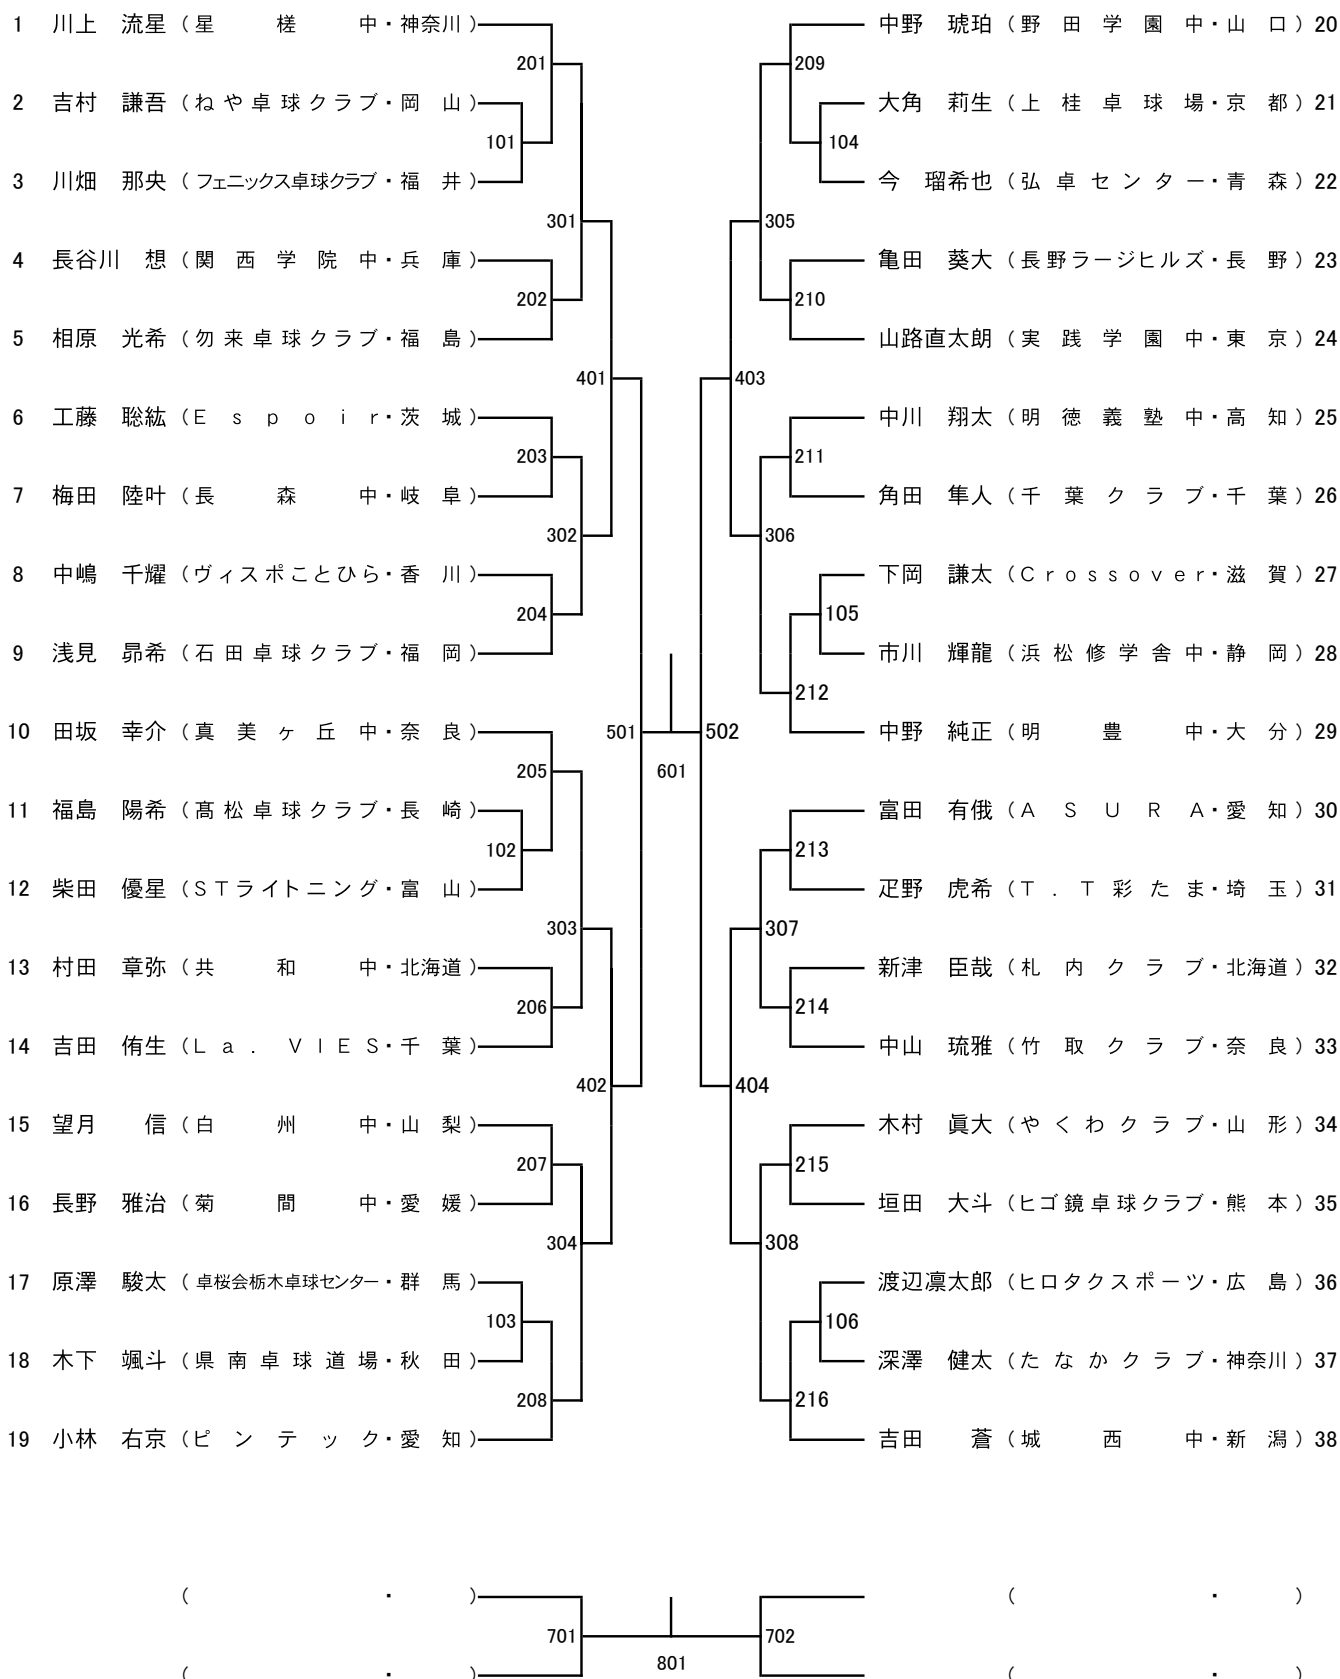 1 川上 流星 (星槎中・神奈川)
201
2 吉村 謙吾 (ねや卓球クラブ・岡山)
101
3 川畑 那央 (フェニックス卓球クラブ・福井)
301
4 長谷川 想 (関西学院中・兵庫)
202
5 相原 光希 (勿来卓球クラブ・福島)
401
6 工藤 聡紘 (Espoir・茨城)
203
7 梅田 陸叶 (長森中・岐阜)
302
8 中嶋 千耀 (ヴィスポことひら・香川)
204
9 浅見 昴希 (石田卓球クラブ・福岡)
501
10 田坂 幸介 (真美ヶ丘中・奈良)
205
11 福島 陽希 (髙松卓球クラブ・長崎)
102
12 柴田 優星 (STライトニング・富山)
303
13 村田 章弥 (共和中・北海道)
206
14 吉田 侑生 (La.VIES・千葉)
402
15 望月 信 (白州中・山梨)
207
16 長野 雅治 (菊間中・愛媛)
304
17 原澤 駿太 (卓桜会栃木卓球センター・群馬)
103
18 木下 颯斗 (県南卓球道場・秋田)
208
19 小林 右京 (ピンテック・愛知)
601
中野 琥珀 (野田学園中・山口) 20
209
大角 莉生 (上桂卓球場・京都) 21
104
今 瑠希也 (弘卓センター・青森) 22
305
亀田 葵大 (長野ラージヒルズ・長野) 23
210
山路直太朗 (実践学園中・東京) 24
403
中川 翔太 (明徳義塾中・高知) 25
211
角田 隼人 (千葉クラブ・千葉) 26
306
下岡 謙太 (Crossover・滋賀) 27
105
市川 輝龍 (浜松修学舎中・静岡) 28
212
中野 純正 (明豊中・大分) 29
502
富田 有俄 (ASURA・愛知) 30
213
疋野 虎希 (T.T彩たま・埼玉) 31
307
新津 臣哉 (札内クラブ・北海道) 32
214
中山 琉雅 (竹取クラブ・奈良) 33
404
木村 眞大 (やくわクラブ・山形) 34
215
垣田 大斗 (ヒゴ鏡卓球クラブ・熊本) 35
308
渡辺凛太郎 (ヒロタクスポーツ・広島) 36
106
深澤 健太 (たなかクラブ・神奈川) 37
216
吉田 蒼 (城西中・新潟) 38
( ・ ) ( ・ )
701 702
801
( ・ ) ( ・ )